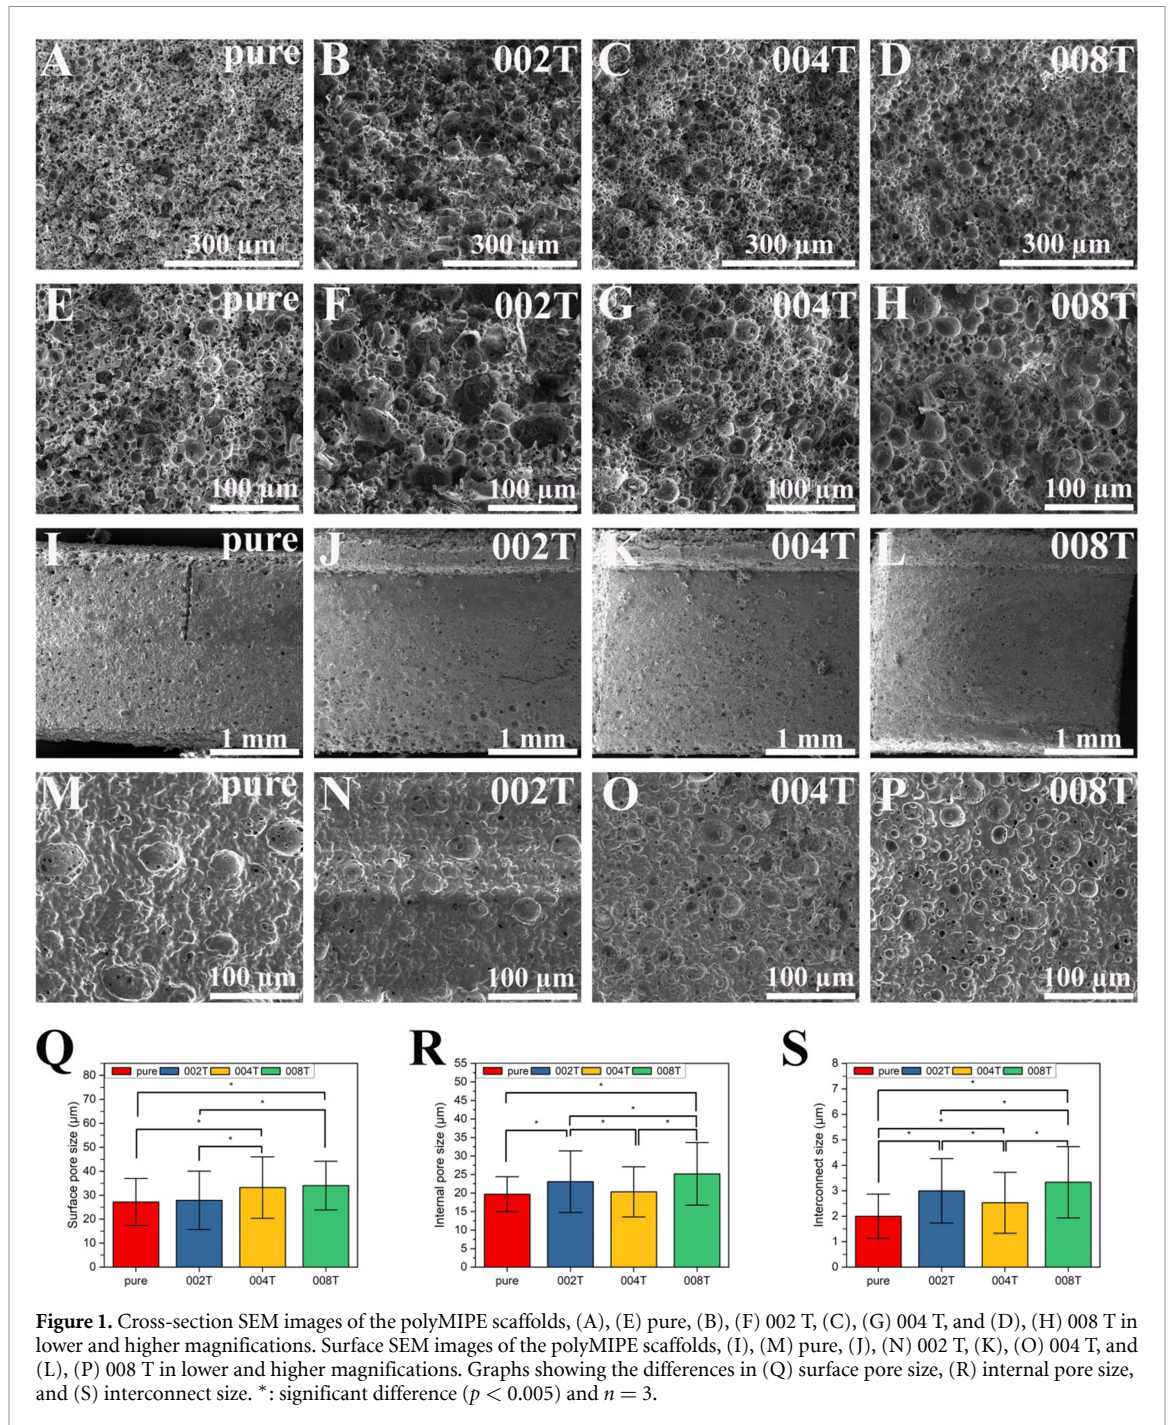 A pure B 002T C 004T D 008T
300 µm 300 µm 300 µm 300 µm
E pure F 002T G 004T H 008T
100 µm 100 µm 100 µm 100 µm
I pure J 002T K 004T L 008T
1 mm 1 mm 1 mm 1 mm
M pure N 002T O 004T P 008T
100 µm 100 µm 100 µm 100 µm
Q
pure 002T 004T 008T
Surface pore size (µm)
80
70
60
50
40
30
20
10
0
* * * *
pure 002T 004T 008T
R
pure 002T 004T 008T
Internal pore size (µm)
55
50
45
40
35
30
25
20
15
10
5
0
* * * * *
pure 002T 004T 008T
S
pure 002T 004T 008T
Interconnect size (µm)
8
7
6
5
4
3
2
1
0
* * * * * *
pure 002T 004T 008T
Figure 1. Cross-section SEM images of the polyMIPE scaffolds, (A), (E) pure, (B), (F) 002 T, (C), (G) 004 T, and (D), (H) 008 T in
lower and higher magnifications. Surface SEM images of the polyMIPE scaffolds, (I), (M) pure, (J), (N) 002 T, (K), (O) 004 T, and
(L), (P) 008 T in lower and higher magnifications. Graphs showing the differences in (Q) surface pore size, (R) internal pore size,
and (S) interconnect size. *: significant difference (p < 0.005) and n = 3.